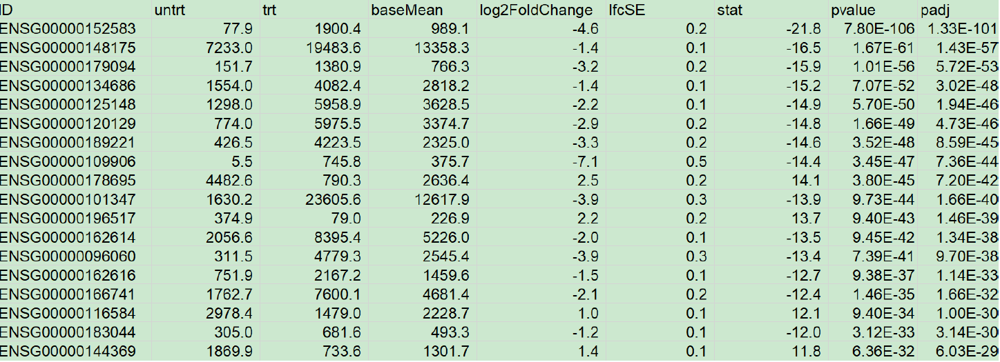 ID untrt trt baseMean log2FoldChange lfcSE stat pvalue padj
ENSG00000152583 77.9 1900.4 989.1 -4.6 0.2 -21.8 7.80E-106 1.33E-101
ENSG00000148175 7233.0 19483.6 13358.3 -1.4 0.1 -16.5 1.67E-61 1.43E-57
ENSG00000179094 151.7 1380.9 766.3 -3.2 0.2 -15.9 1.01E-56 5.72E-53
ENSG00000134686 1554.0 4082.4 2818.2 -1.4 0.1 -15.2 7.07E-52 3.02E-48
ENSG00000125148 1298.0 5958.9 3628.5 -2.2 0.1 -14.9 5.70E-50 1.94E-46
ENSG00000120129 774.0 5975.5 3374.7 -2.9 0.2 -14.8 1.66E-49 4.73E-46
ENSG00000189221 426.5 4223.5 2325.0 -3.3 0.2 -14.6 3.52E-48 8.59E-45
ENSG00000109906 5.5 745.8 375.7 -7.1 0.5 -14.4 3.45E-47 7.36E-44
ENSG00000178695 4482.6 790.3 2636.4 2.5 0.2 14.1 3.80E-45 7.20E-42
ENSG00000101347 1630.2 23605.6 12617.9 -3.9 0.3 -13.9 9.73E-44 1.66E-40
ENSG00000196517 374.9 79.0 226.9 2.2 0.2 13.7 9.40E-43 1.46E-39
ENSG00000162614 2056.6 8395.4 5226.0 -2.0 0.1 -13.5 9.45E-42 1.34E-38
ENSG00000096060 311.5 4779.3 2545.4 -3.9 0.3 -13.4 7.39E-41 9.70E-38
ENSG00000162616 751.9 2167.2 1459.6 -1.5 0.1 -12.7 9.38E-37 1.14E-33
ENSG00000166741 1762.7 7600.1 4681.4 -2.1 0.2 -12.4 1.46E-35 1.66E-32
ENSG00000116584 2978.4 1479.0 2228.7 1.0 0.1 12.1 9.40E-34 1.00E-30
ENSG00000183044 305.0 681.6 493.3 -1.2 0.1 -12.0 3.12E-33 3.14E-30
ENSG00000144369 1869.9 733.6 1301.7 1.4 0.1 11.8 6.36E-32 6.03E-29